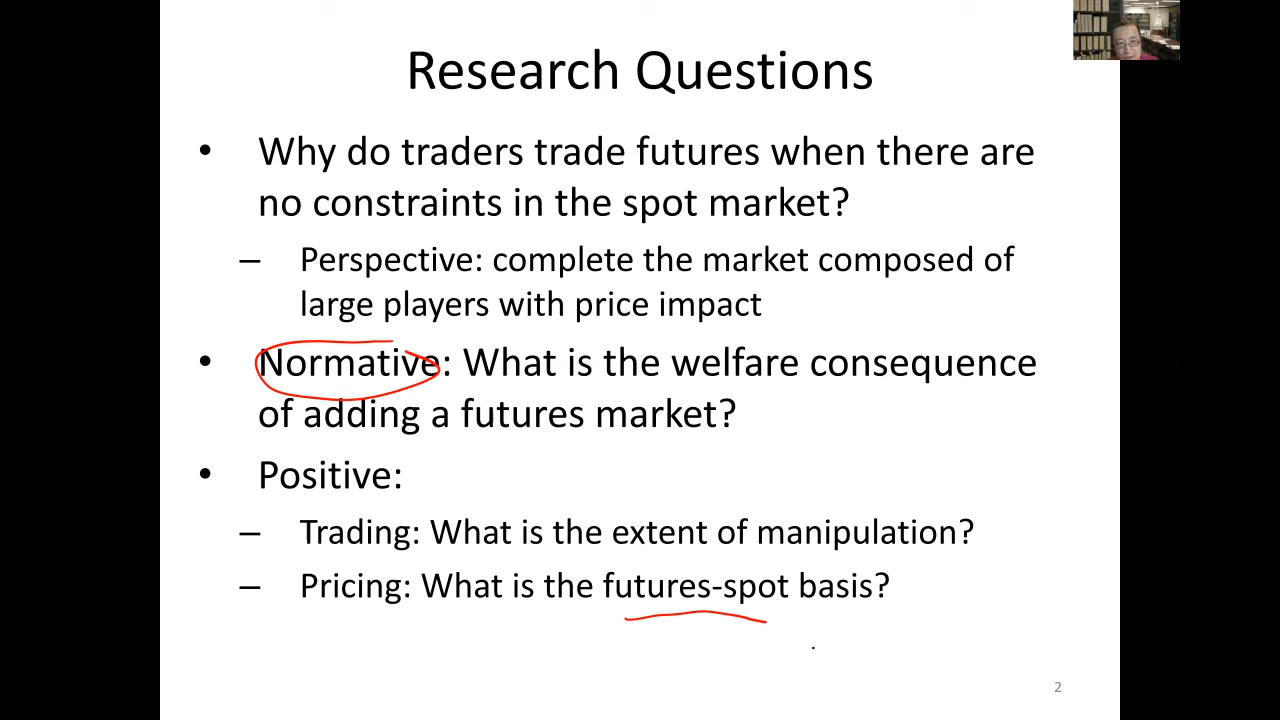 Research Questions
• Why do traders trade futures when there are
no constraints in the spot market?
– Perspective: complete the market composed of
large players with price impact
• Normative: What is the welfare consequence
of adding a futures market?
• Positive:
– Trading: What is the extent of manipulation?
– Pricing: What is the futures-spot basis?
2